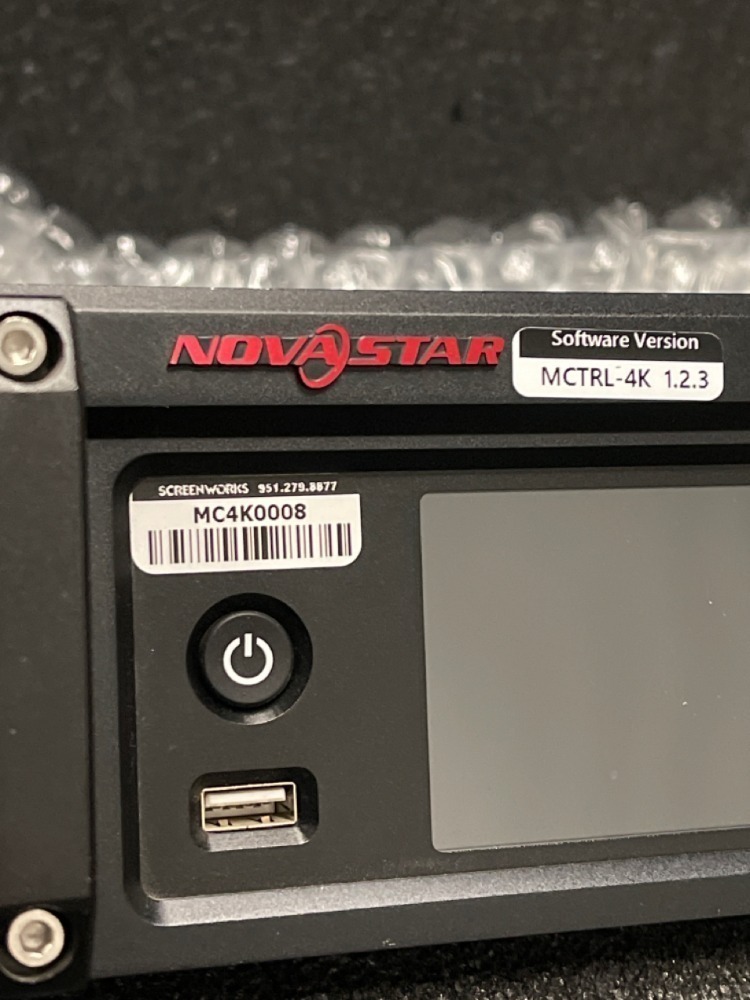 NOVASTAR
Software Version
MCTRL-4K 1.2.3
SCREENWORKS 951.279.8877
MC4K0008